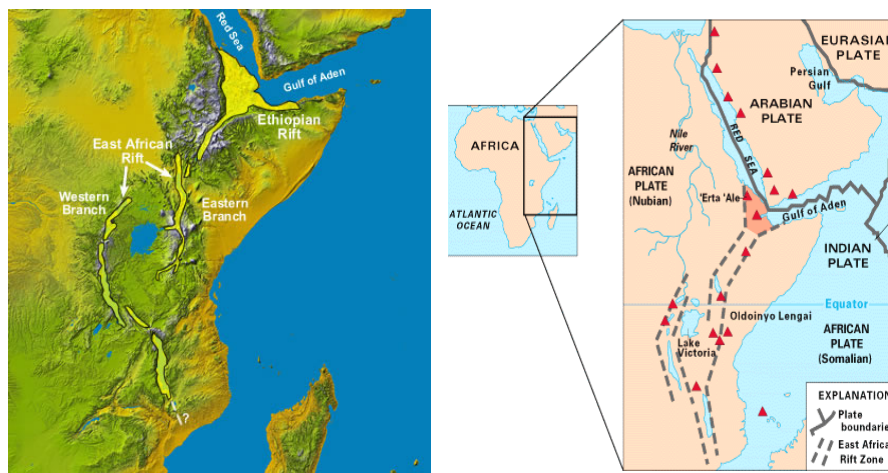 Red Sea
Gulf of Aden
Ethiopian
Rift
East African
Rift
Western
Branch
Eastern
Branch
?
AFRICA
ATLANTIC
OCEAN
EURASIAN
PLATE
Persian
Gulf
ARABIAN
PLATE
Nile
River
RED SEA
AFRICAN
PLATE
(Nubian)
'Erta 'Ale
Gulf of Aden
INDIAN
PLATE
Equator
Oldoinyo Lengai
AFRICAN
PLATE
(Somalian)
Lake
Victoria
EXPLANATION
Plate
boundarie
East Africa
Rift Zone